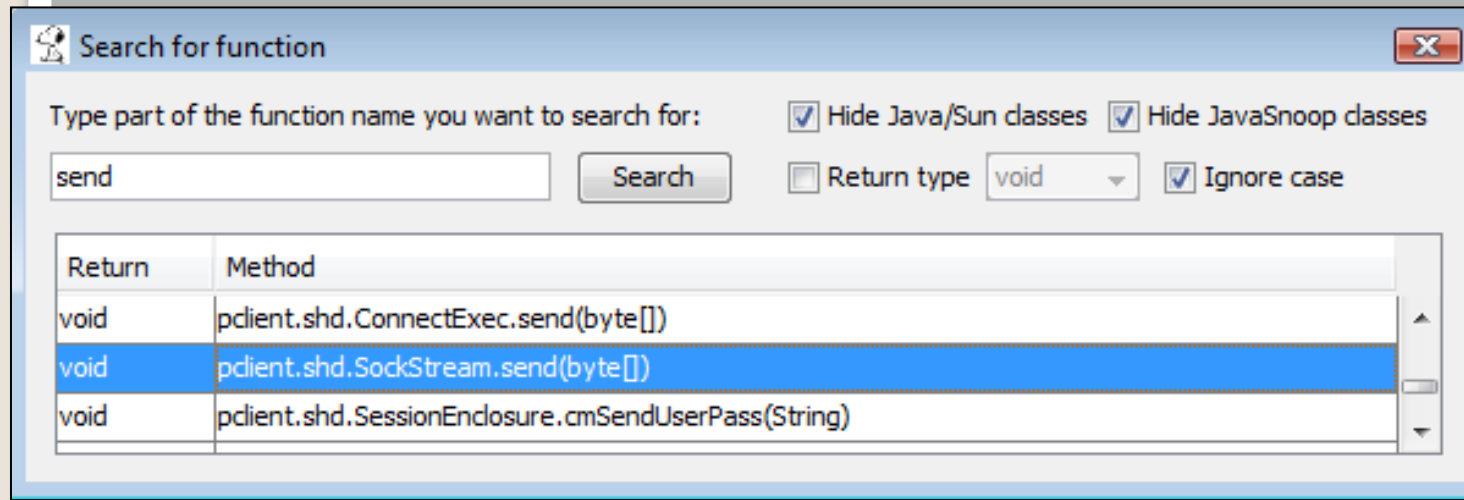 Search for function
Type part of the function name you want to search for:
Hide Java/Sun classes
Hide JavaSnoop classes
send
Search
Return type
void
Ignore case
Return Method
void pclient.shd.ConnectExec.send(byte[])
void pclient.shd.SockStream.send(byte[])
void pclient.shd.SessionEnclosure.cmSendUserPass(String)